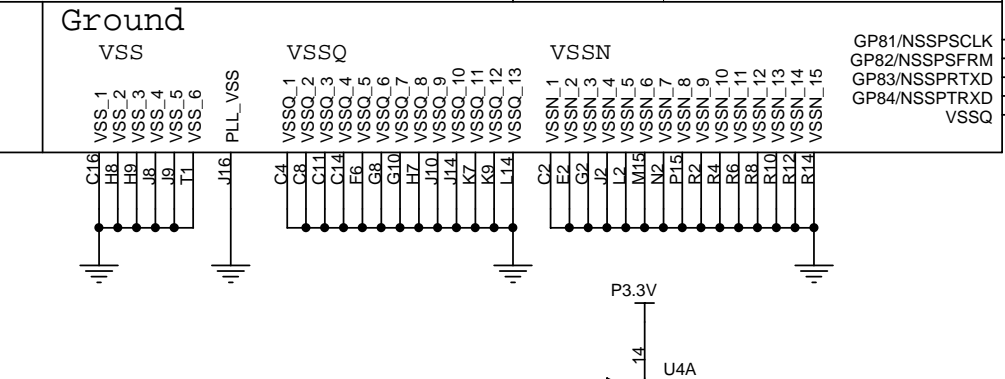 Ground
VSS
VSSQ
VSSN
VSS_1
VSS_2
VSS_3
VSS_4
VSS_5
VSS_6
PLL_VSS
VSSQ_1
VSSQ_2
VSSQ_3
VSSQ_4
VSSQ_5
VSSQ_6
VSSQ_7
VSSQ_8
VSSQ_9
VSSQ_10
VSSQ_11
VSSQ_12
VSSQ_13
VSSN_1
VSSN_2
VSSN_3
VSSN_4
VSSN_5
VSSN_6
VSSN_7
VSSN_8
VSSN_9
VSSN_10
VSSN_11
VSSN_12
VSSN_13
VSSN_14
VSSN_15
GP81/NSSPSCLK
GP82/NSSPSFRM
GP83/NSSPRTXD
GP84/NSSPTRXD
VSSQ
C16
H8
H9
J8
J9
T1
J16
C4
C8
C11
C14
F6
G8
G10
H7
J10
J14
K7
K9
L14
C2
E2
G2
J2
L2
M15
N2
P15
R2
R4
R6
R8
R10
R12
R14
P3.3V
14
U4A